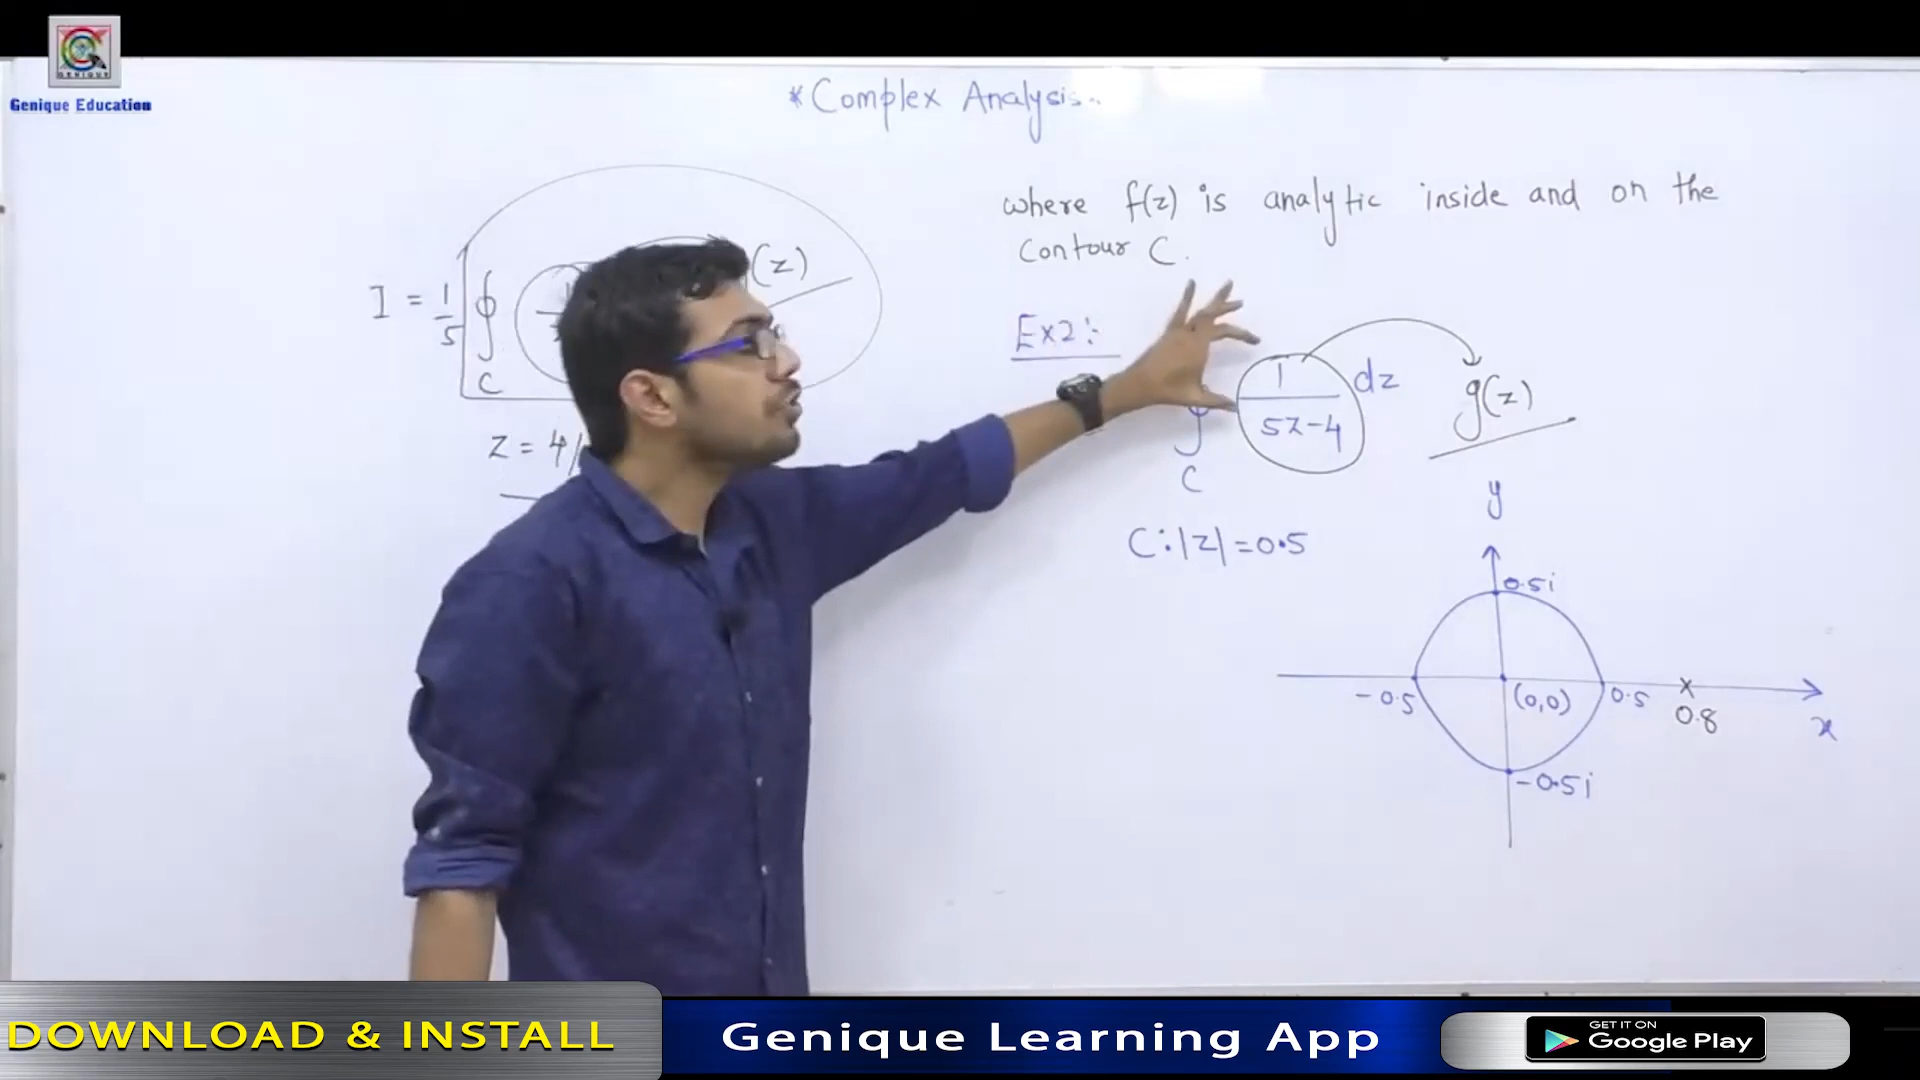 GENIQUE
Genique Education
*Complex Analysis..
I = 1/5 ∮
C
(z)
z = 4/
where f(z) is analytic inside and on the
Contour C.
Ex2:
∮ 1/(5z-4) dz
C
g(z)
C:|z|=0.5
y
0.5i
-0.5
(0,0)
0.5
x
0.8
x
-0.5i
DOWNLOAD & INSTALL
Genique Learning App
GET IT ON
Google Play